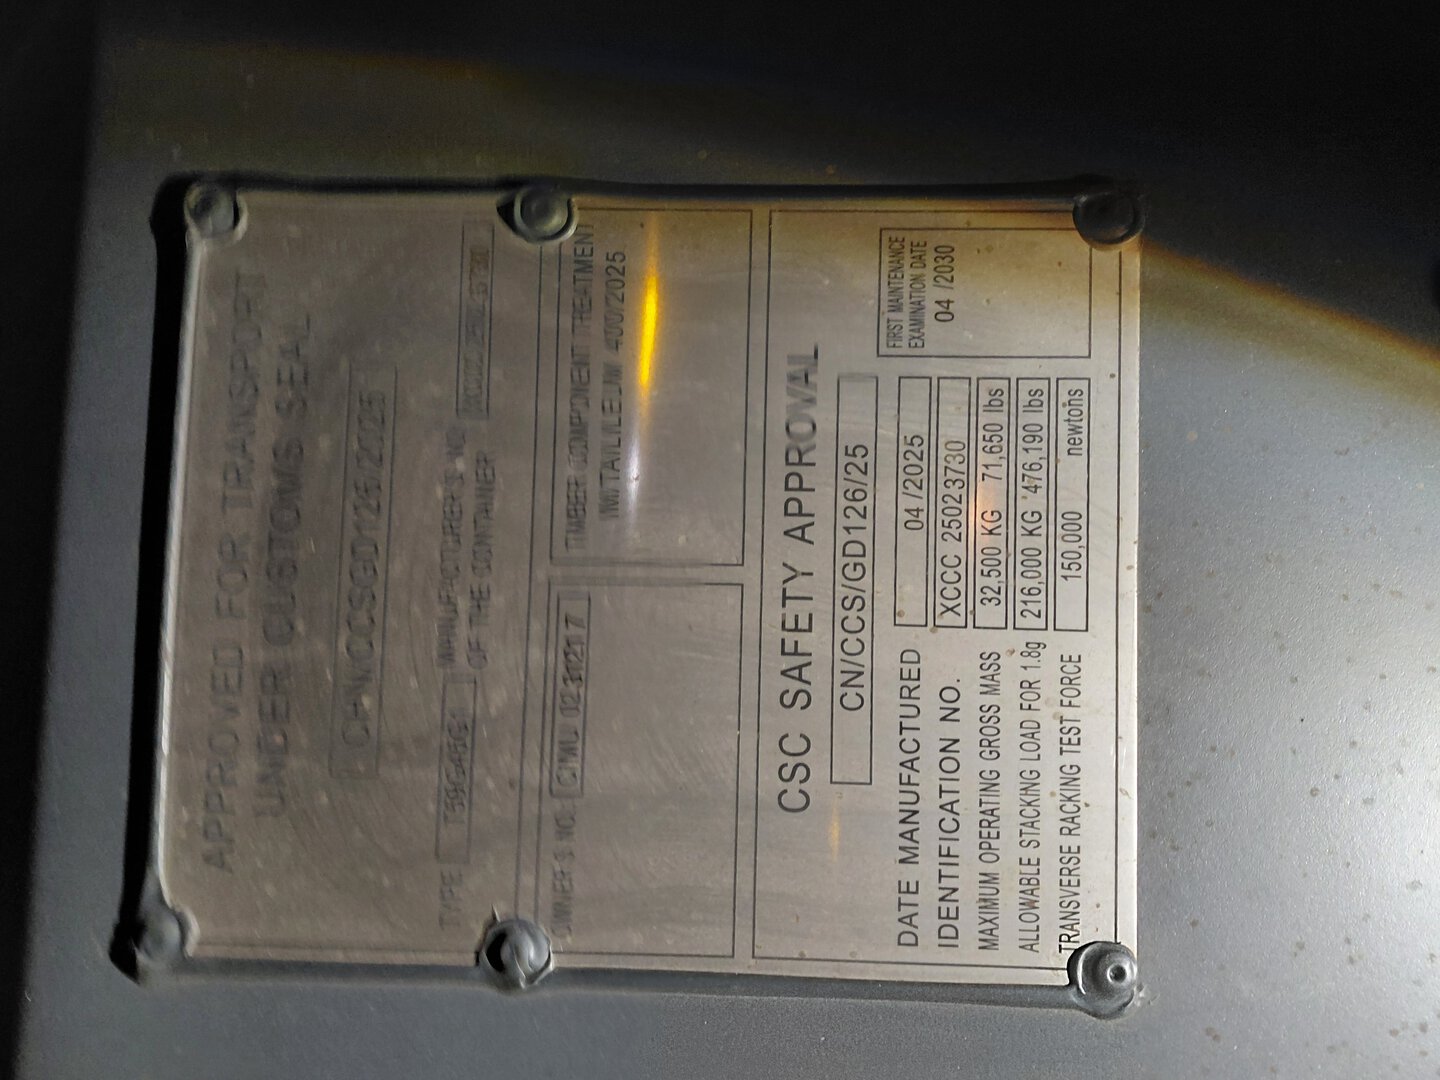 APPROVED FOR TRANSPORT
UNDER CUSTOMS SEAL
TYPE
MANUFACTURER'S NO.
OF THE CONTAINER
OWNER'S NO.:
TIMBER COMPONENT TREATMENT
IM/TAILILEUM 400/2025
CSC SAFETY APPROVAL
CN/CCS/GD126/25
DATE MANUFACTURED 04 /2025
IDENTIFICATION NO. XCCC 25023730
MAXIMUM OPERATING GROSS MASS 32,500 KG 71,650 lbs
ALLOWABLE STACKING LOAD FOR 1.8g 216,000 KG 476,190 lbs
TRANSVERSE RACKING TEST FORCE 150,000 newtons
FIRST MAINTENANCE
EXAMINATION DATE
04 /2030